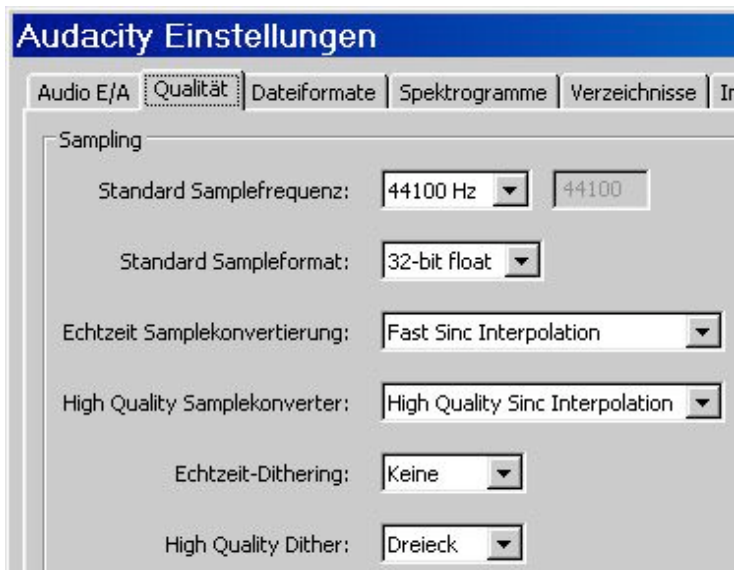 Audacity Einstellungen
Audio E/A Qualität Dateiformate Spektrogramme Verzeichnisse
Sampling
Standard Samplefrequenz: 44100 Hz 44100
Standard Sampleformat: 32-bit float
Echtzeit Samplekonvertierung: Fast Sinc Interpolation
High Quality Samplekonverter: High Quality Sinc Interpolation
Echtzeit-Dithering: Keine
High Quality Dither: Dreieck